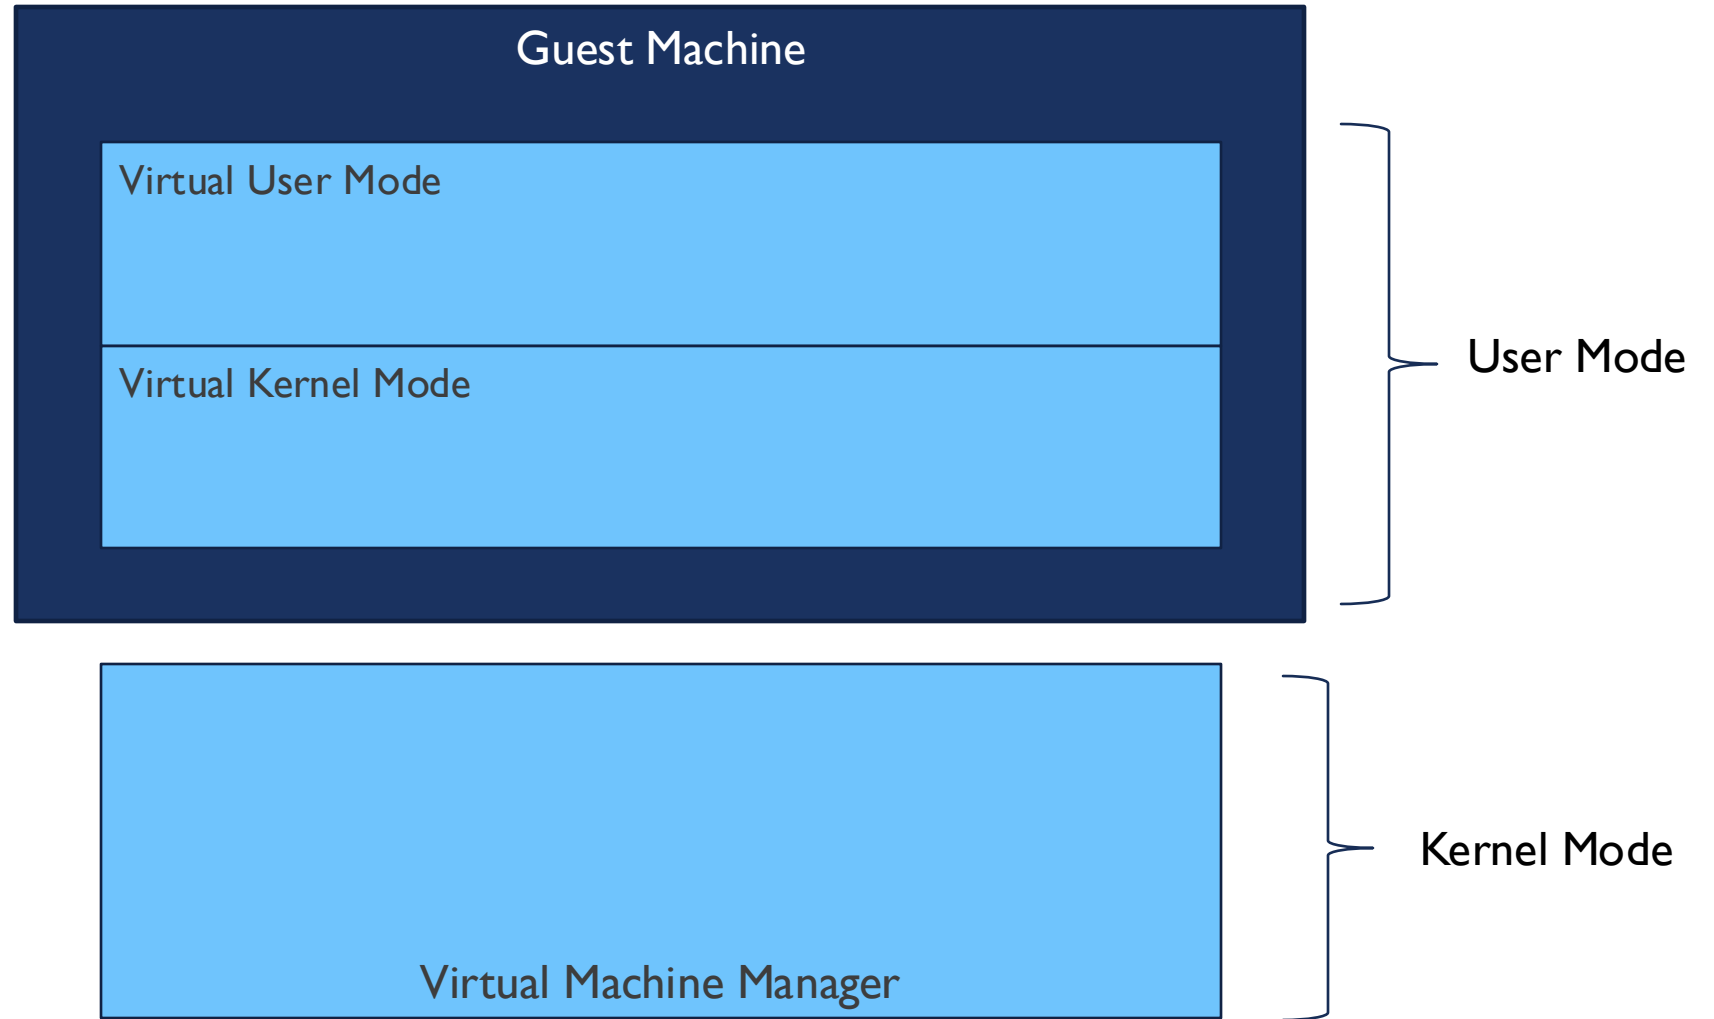 Guest Machine
Virtual User Mode
Virtual Kernel Mode
User Mode
Kernel Mode
Virtual Machine Manager